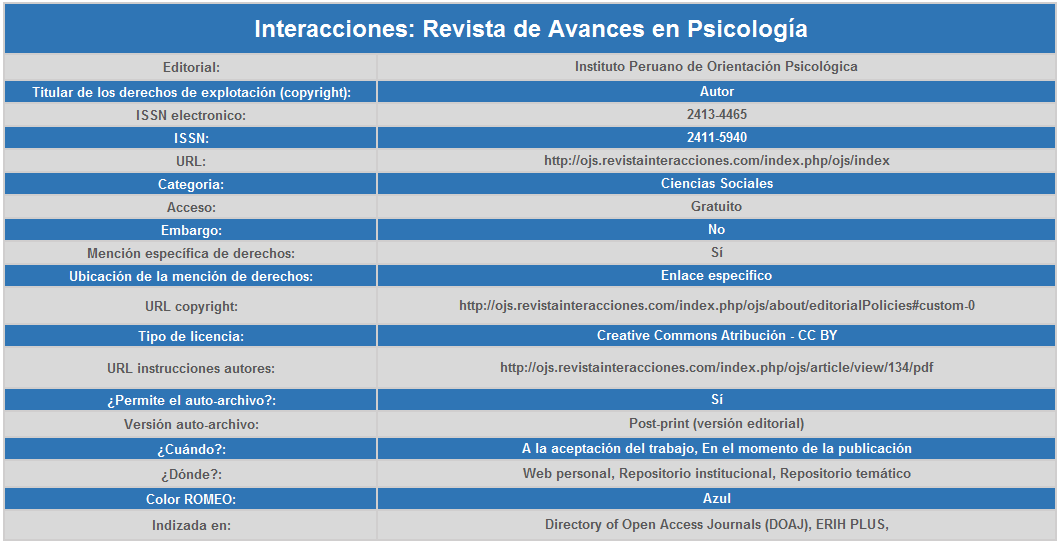 Interacciones: Revista de Avances en Psicología
Editorial: Instituto Peruano de Orientación Psicológica
Titular de los derechos de explotación (copyright): Autor
ISSN electronico: 2413-4465
ISSN: 2411-5940
URL: http://ojs.revistainteracciones.com/index.php/ojs/index
Categoria: Ciencias Sociales
Acceso: Gratuito
Embargo: No
Mención específica de derechos: Sí
Ubicación de la mención de derechos: Enlace especifico
URL copyright: http://ojs.revistainteracciones.com/index.php/ojs/about/editorialPolicies#custom-0
Tipo de licencia: Creative Commons Atribución - CC BY
URL instrucciones autores: http://ojs.revistainteracciones.com/index.php/ojs/article/view/134/pdf
¿Permite el auto-archivo?: Sí
Versión auto-archivo: Post-print (versión editorial)
¿Cuándo?: A la aceptación del trabajo, En el momento de la publicación
¿Dónde?: Web personal, Repositorio institucional, Repositorio temático
Color ROMEO: Azul
Indizada en: Directory of Open Access Journals (DOAJ), ERIH PLUS,